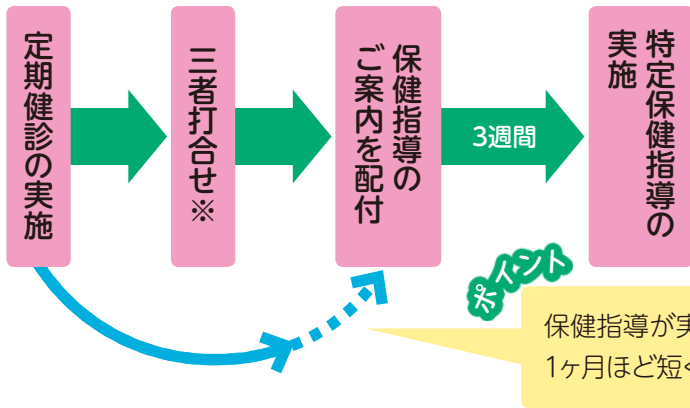 定期健診の実施
三者打合せ※
保健指導の
ご案内を配付
3週間
特定保健指導の
実施
ポイント
保健指導が実
1ヶ月ほど短く